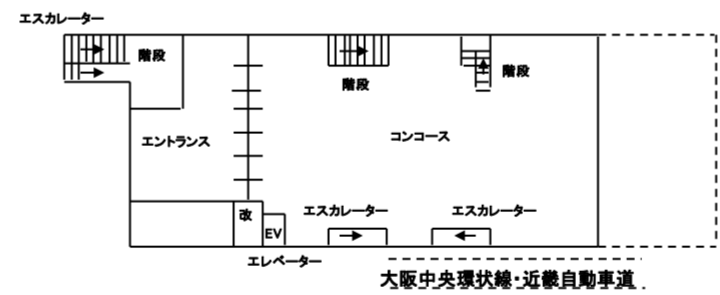 エスカレーター
階段
階段
階段
エントランス
コンコース
改
EV
エスカレーター
エスカレーター
エレベーター
大阪中央環状線・近畿自動車道